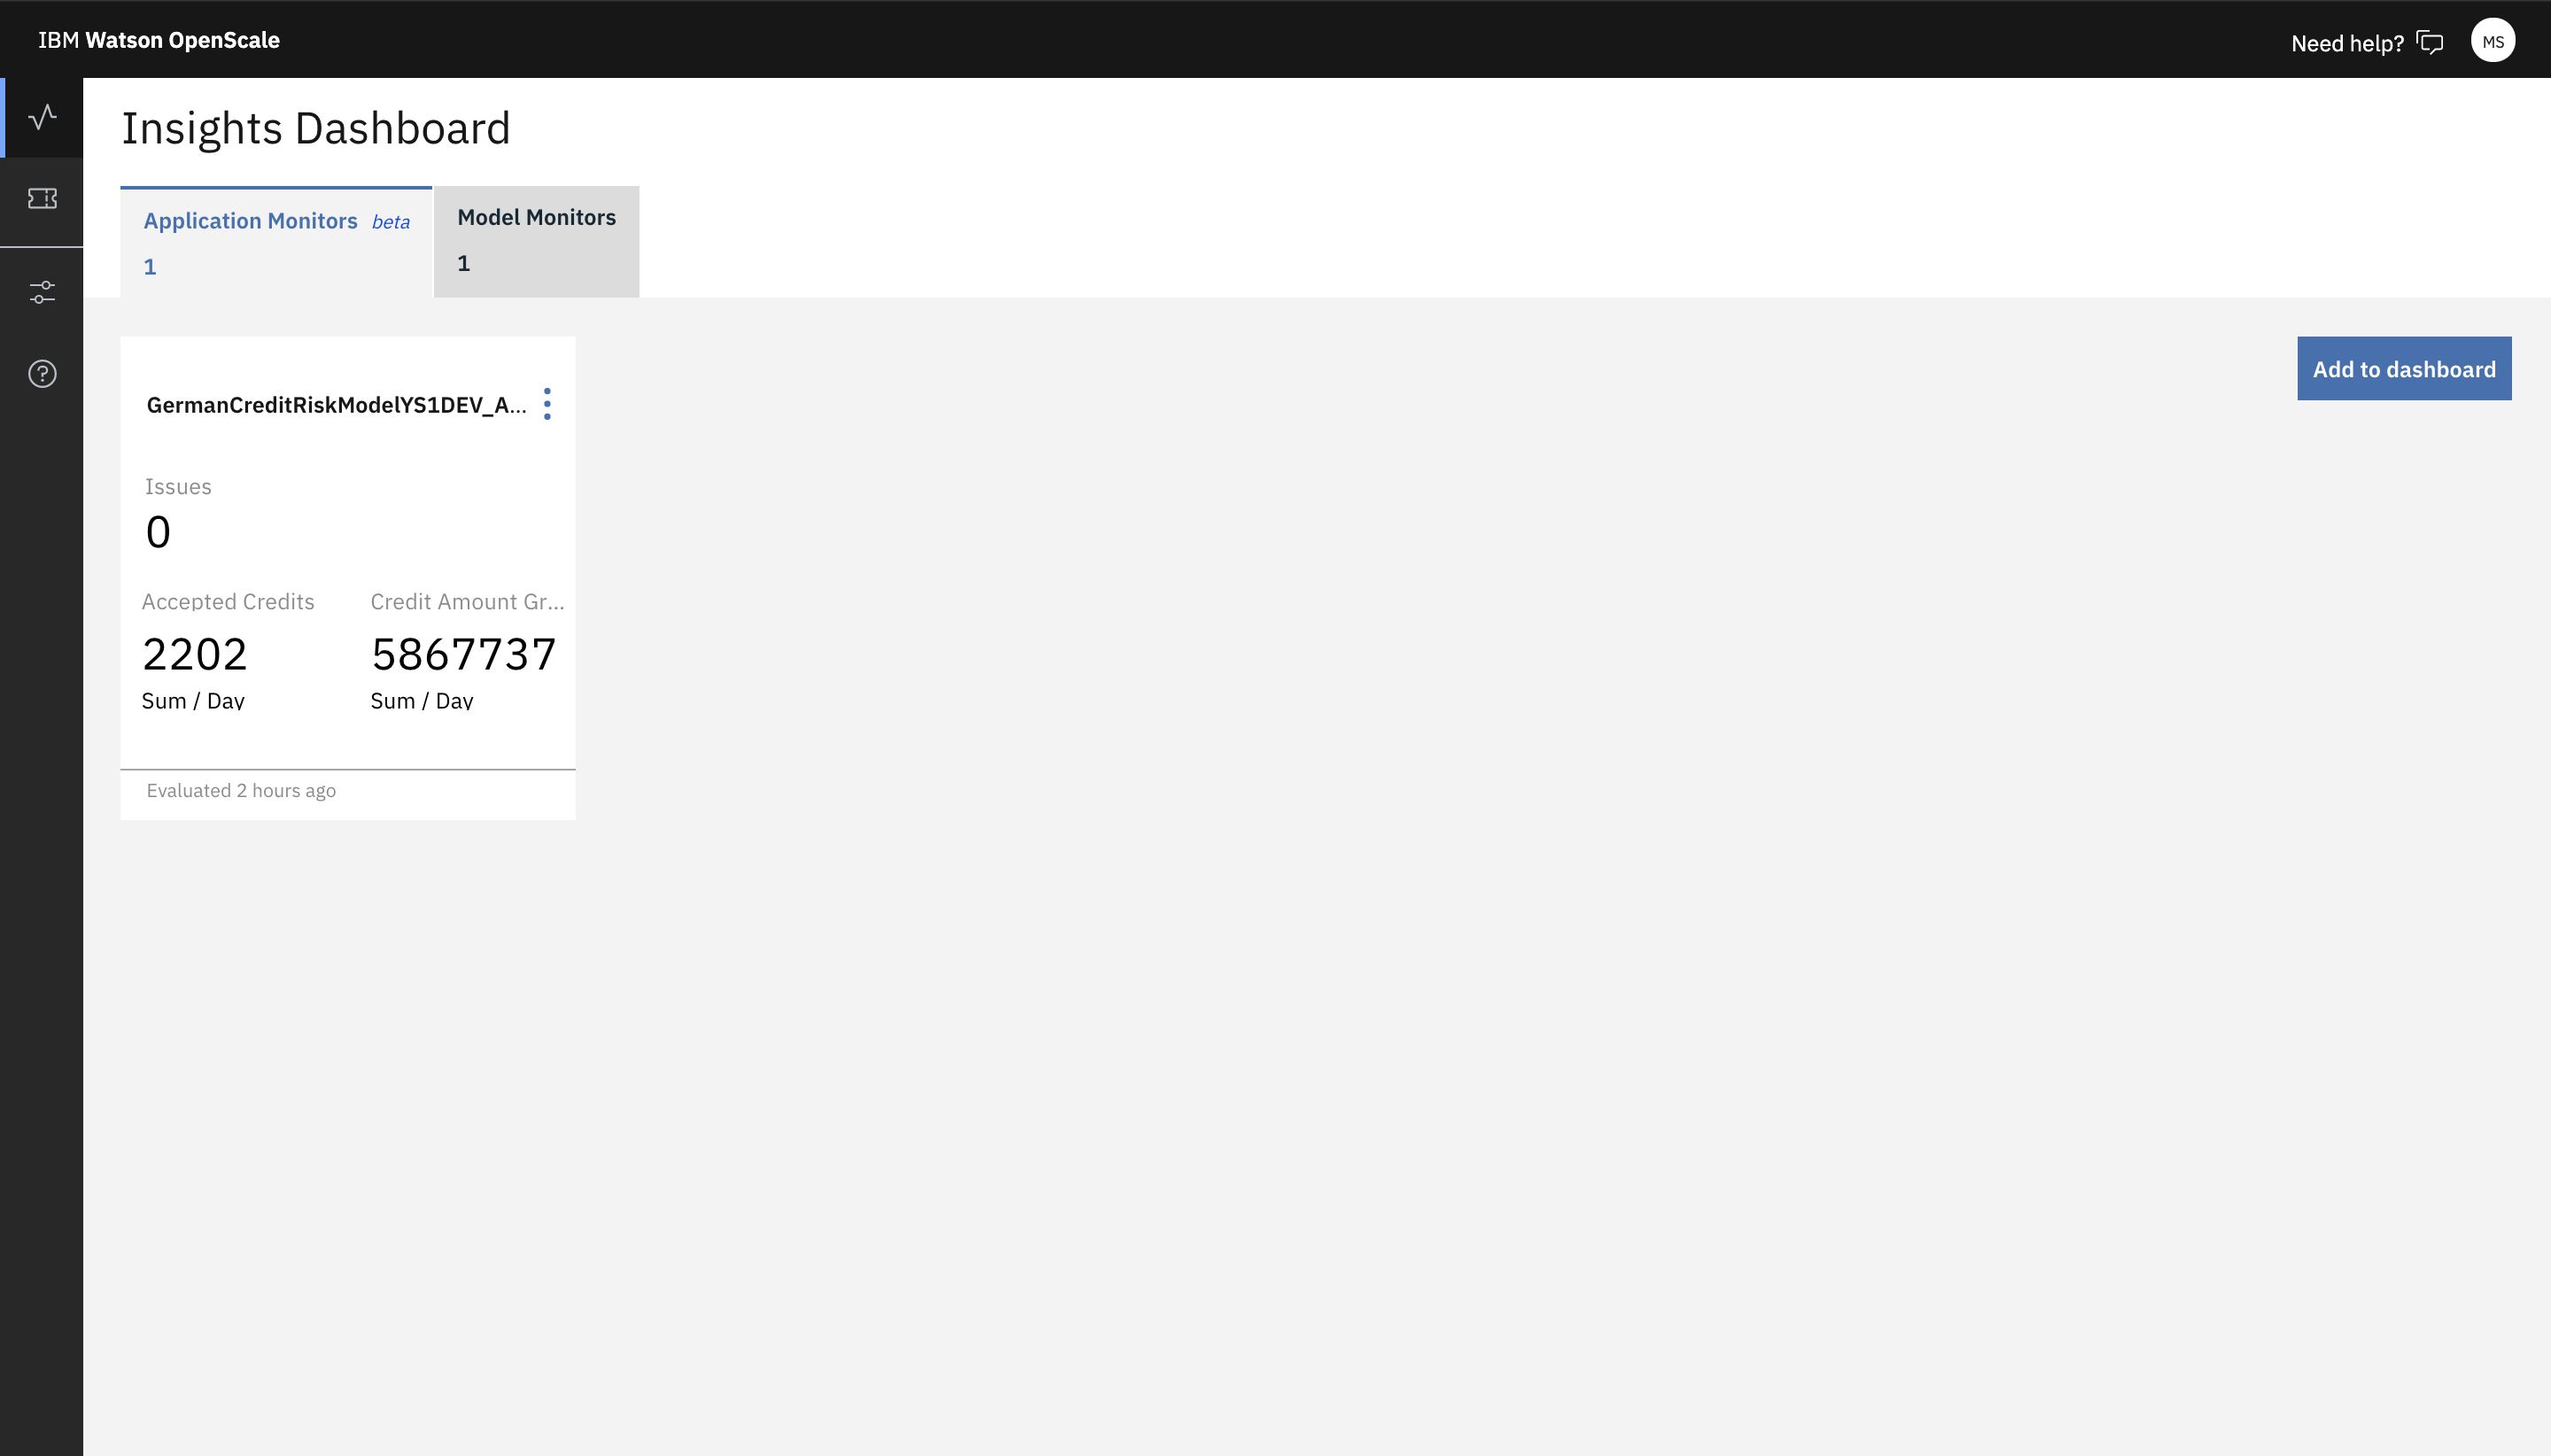 IBM Watson OpenScale
Need help?
MS
Insights Dashboard
Application Monitors beta
1
Model Monitors
1
Add to dashboard
GermanCreditRiskModelYS1DEV_A...
Issues
0
Accepted Credits
Credit Amount Gr...
2202
5867737
Sum / Day
Sum / Day
Evaluated 2 hours ago